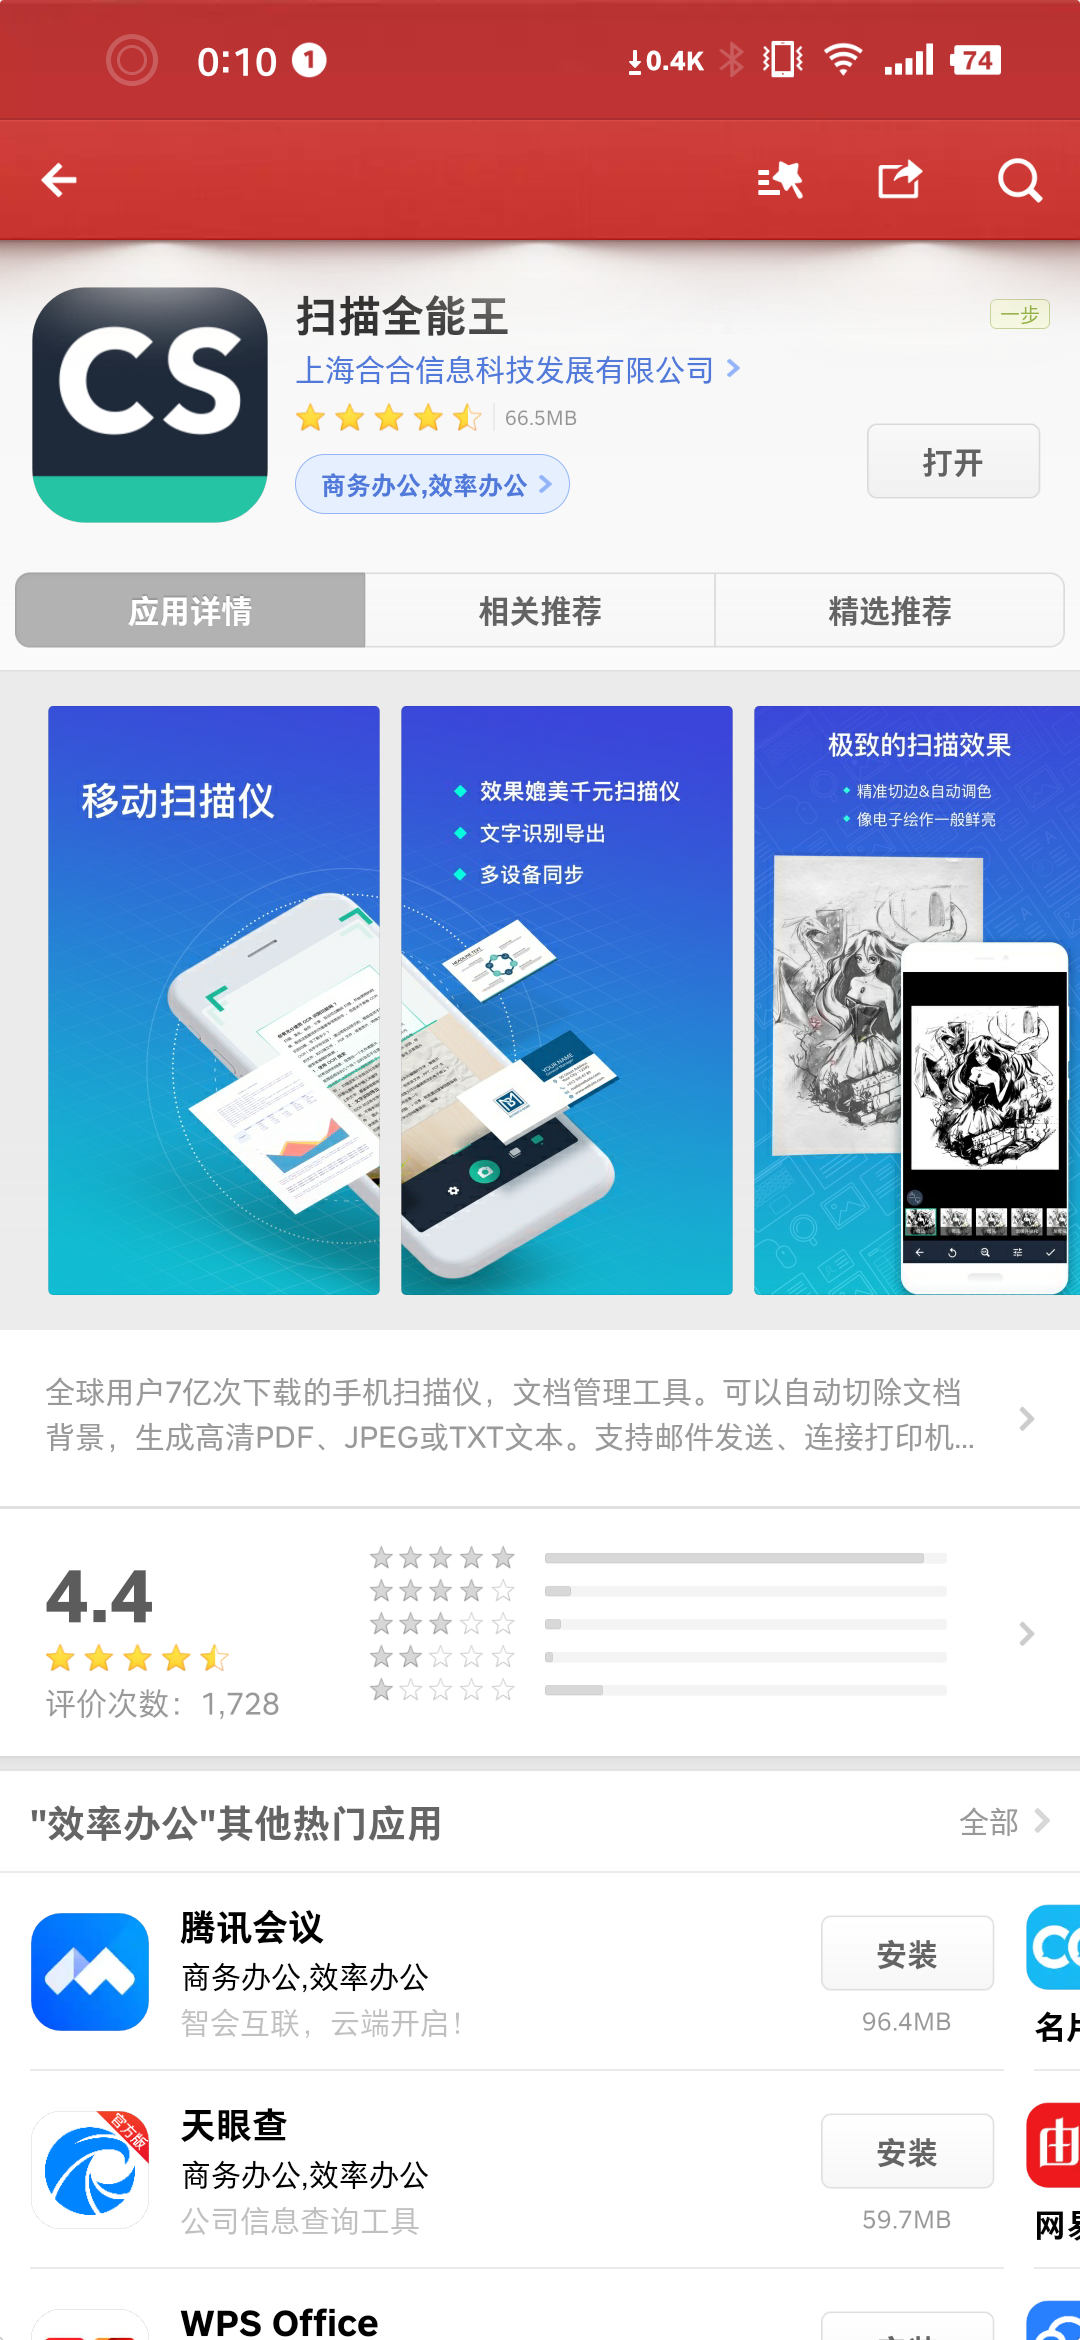 0:10 1 0.4K 74
扫描全能王
一步
上海合合信息科技发展有限公司
66.5MB
商务办公,效率办公
打开
CS
应用详情 相关推荐 精选推荐
移动扫描仪
效果媲美千元扫描仪
文字识别导出
多设备同步
HEADLINE TEXT
YOUR NAME
极致的扫描效果
精准切边&自动调色
像电子绘作一般鲜亮
全球用户7亿次下载的手机扫描仪，文档管理工具。可以自动切除文档
背景，生成高清PDF、JPEG或TXT文本。支持邮件发送、连接打印机...
4.4
评价次数：1,728
"效率办公"其他热门应用
全部
腾讯会议
商务办公,效率办公
智会互联，云端开启！
安装
96.4MB
官方版
天眼查
商务办公,效率办公
公司信息查询工具
安装
59.7MB
网易
WPS Office